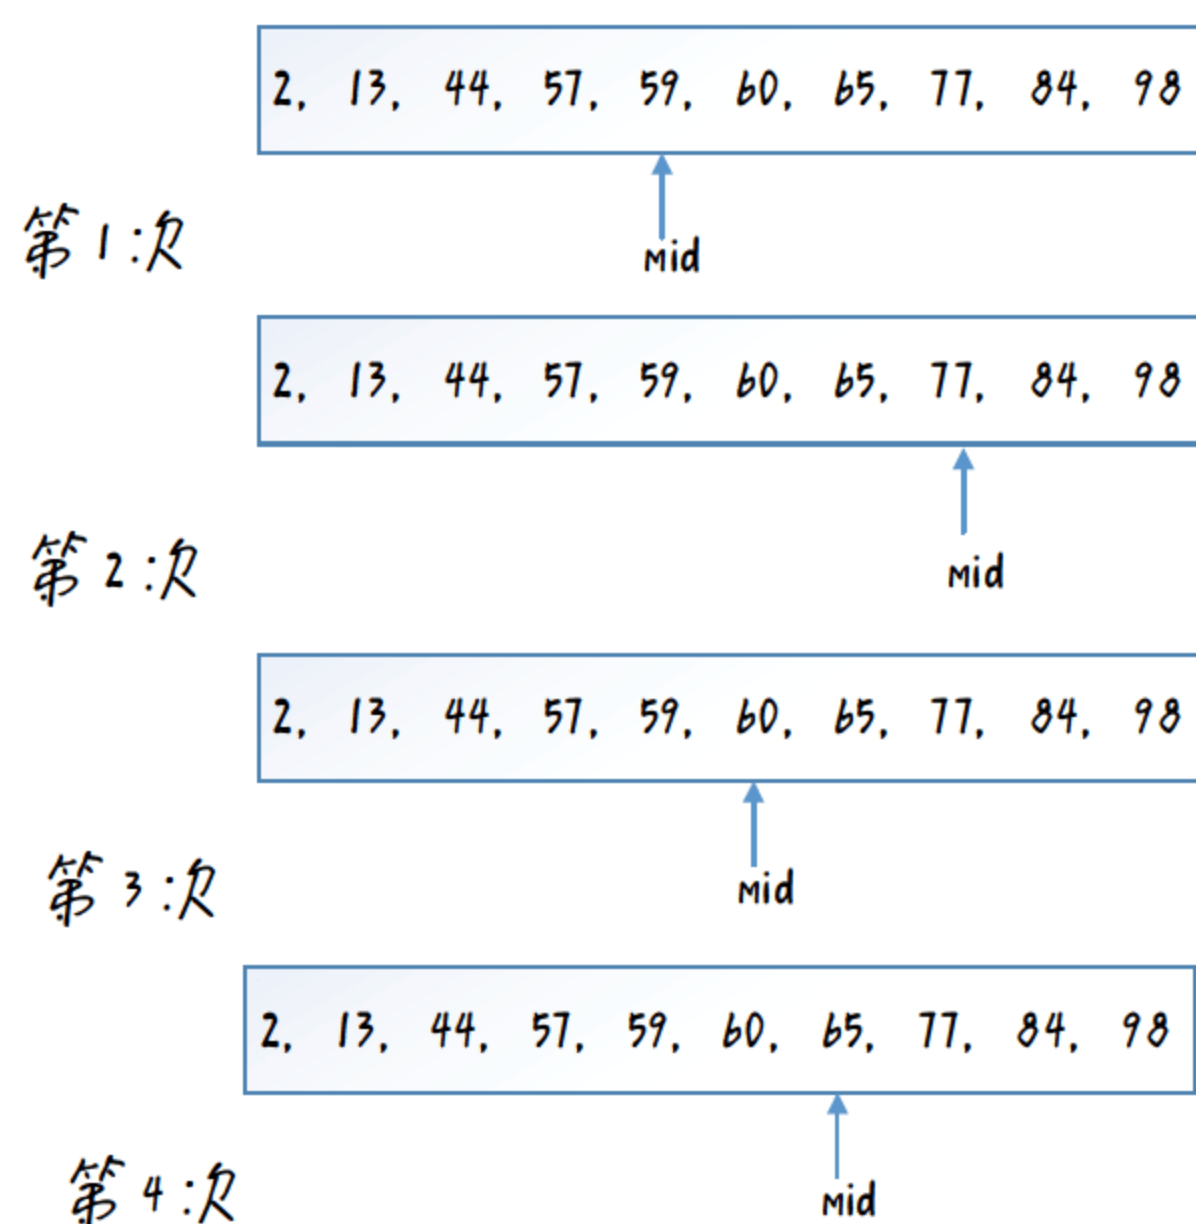 2, 13, 44, 57, 59, 60, 65, 77, 84, 98
第1次
Mid
2, 13, 44, 57, 59, 60, 65, 77, 84, 98
第2次
Mid
2, 13, 44, 57, 59, 60, 65, 77, 84, 98
第3次
Mid
2, 13, 44, 57, 59, 60, 65, 77, 84, 98
第4次
Mid